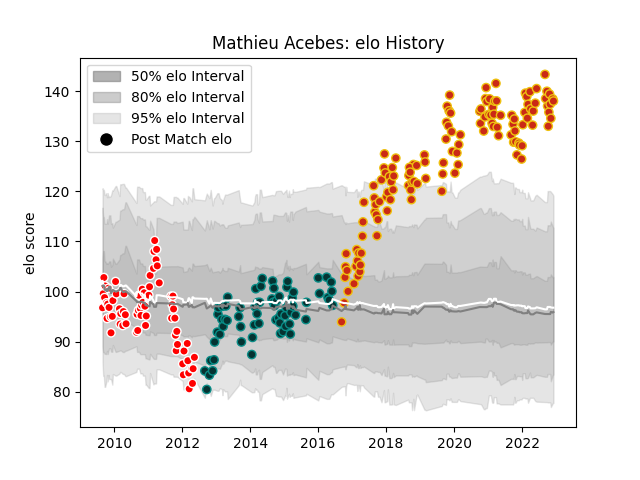 Mathieu Acebes: elo History
50% elo Interval
80% elo Interval
95% elo Interval
Post Match elo
elo score
140
130
120
110
100
90
80
2010 2012 2014 2016 2018 2020 2022